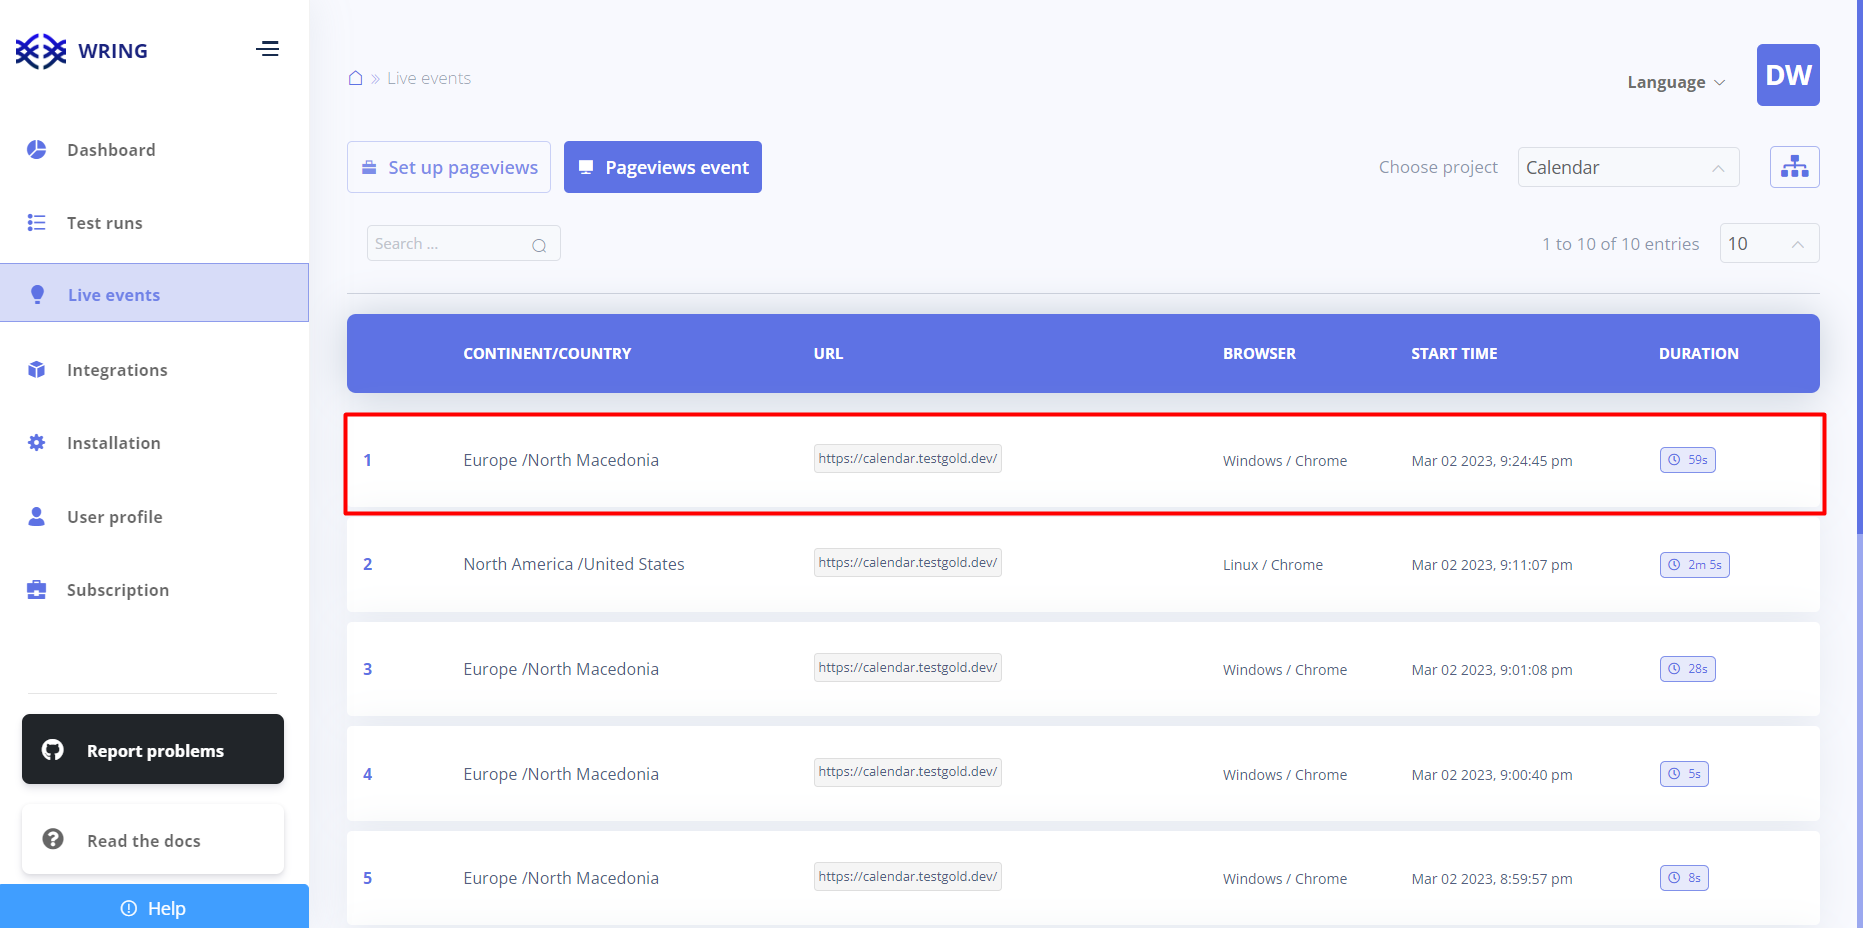 WRING
Dashboard
Test runs
Live events
Integrations
Installation
User profile
Subscription
Report problems
Read the docs
Help
Live events
Language
DW
Set up pageviews
Pageviews event
Choose project
Calendar
Search ...
1 to 10 of 10 entries
10
CONTINENT/COUNTRY URL BROWSER START TIME DURATION
1 Europe /North Macedonia https://calendar.testgold.dev/ Windows / Chrome Mar 02 2023, 9:24:45 pm 59s
2 North America /United States https://calendar.testgold.dev/ Linux / Chrome Mar 02 2023, 9:11:07 pm 2m 5s
3 Europe /North Macedonia https://calendar.testgold.dev/ Windows / Chrome Mar 02 2023, 9:01:08 pm 28s
4 Europe /North Macedonia https://calendar.testgold.dev/ Windows / Chrome Mar 02 2023, 9:00:40 pm 5s
5 Europe /North Macedonia https://calendar.testgold.dev/ Windows / Chrome Mar 02 2023, 8:59:57 pm 8s